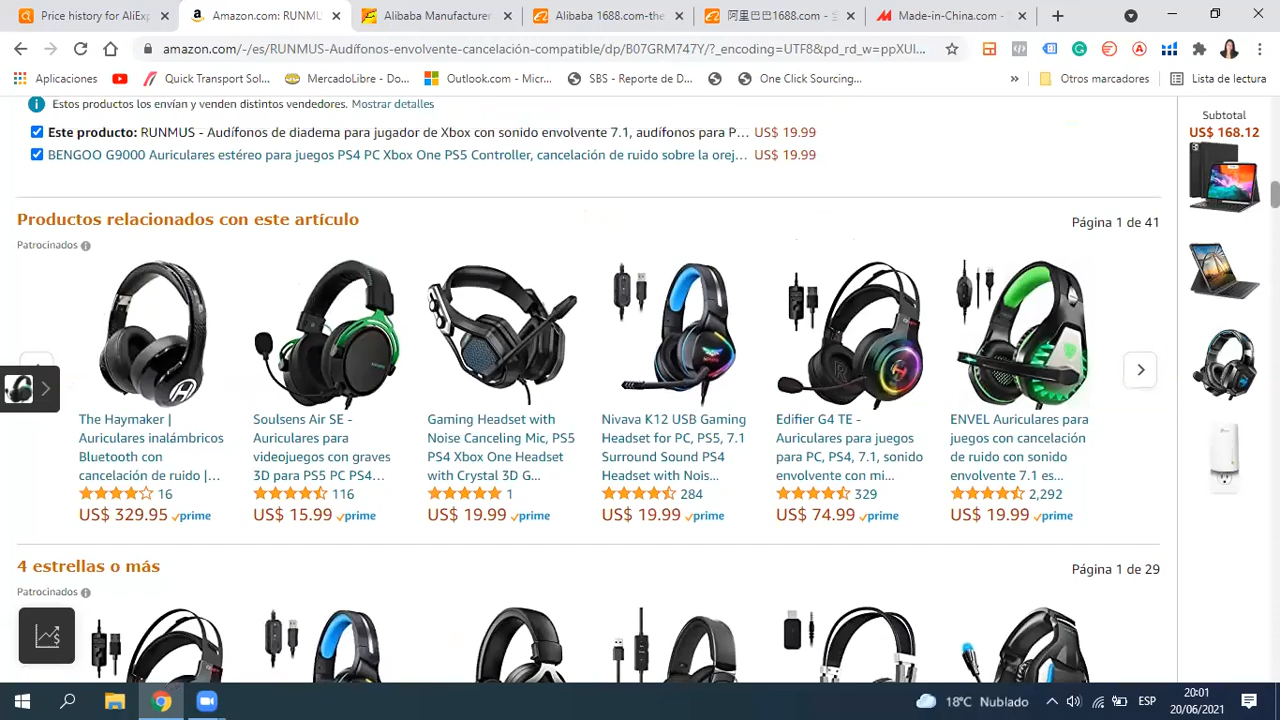 Price history for AliExp
Amazon.com: RUNMU
Alibaba Manufacturer
Alibaba 1688.com-the
阿里巴巴1688.com -
Made-in-China.com -
amazon.com/-/es/RUNMUS-Audífonos-envolvente-cancelación-compatible/dp/B07GRM747Y/?_encoding=UTF8&pd_rd_w=ppXUI...
Aplicaciones
Quick Transport Sol...
MercadoLibre - Do...
Outlook.com - Micr...
SBS - Reporte de D...
One Click Sourcing...
»
Otros marcadores
Lista de lectura
Estos productos los envían y venden distintos vendedores. Mostrar detalles
Este producto: RUNMUS - Audífonos de diadema para jugador de Xbox con sonido envolvente 7.1, audífonos para P... US$ 19.99
BENGOO G9000 Auriculares estéreo para juegos PS4 PC Xbox One PS5 Controller, cancelación de ruido sobre la orej... US$ 19.99
Subtotal
US$ 168.12
Productos relacionados con este artículo
Página 1 de 41
Patrocinados
The Haymaker |
Auriculares inalámbricos
Bluetooth con
cancelación de ruido |...
16
US$ 329.95 prime
Soulsens Air SE -
Auriculares para
videojuegos con graves
3D para PS5 PC PS4...
116
US$ 15.99 prime
Gaming Headset with
Noise Canceling Mic, PS5
PS4 Xbox One Headset
with Crystal 3D G...
1
US$ 19.99 prime
Nivava K12 USB Gaming
Headset for PC, PS5, 7.1
Surround Sound PS4
Headset with Nois...
284
US$ 19.99 prime
Edifier G4 TE -
Auriculares para juegos
para PC, PS4, 7.1, sonido
envolvente con mi...
329
US$ 74.99 prime
ENVEL Auriculares para
juegos con cancelación
de ruido con sonido
envolvente 7.1 es...
2,292
US$ 19.99 prime
4 estrellas o más
Página 1 de 29
Patrocinados
18°C Nublado
ESP
20:01
20/06/2021